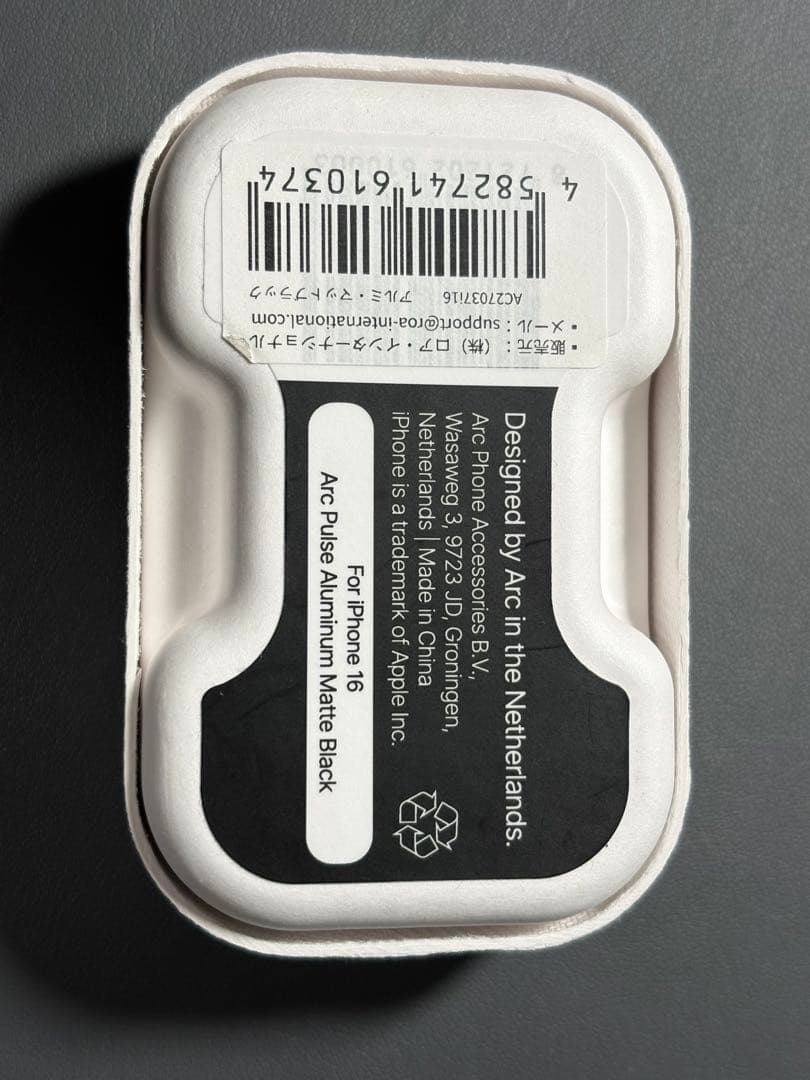 ・販売元：（株）ロア・インターナショナル
・メール：support@roa-international.com
AC27037i16 アルミ・マットブラック
4 582741 610374
Designed by Arc in the Netherlands.
Arc Phone Accessories B.V.,
Wasaweg 3, 9723 JD, Groningen,
Netherlands | Made in China
iPhone is a trademark of Apple Inc.
For iPhone 16
Arc Pulse Aluminum Matte Black